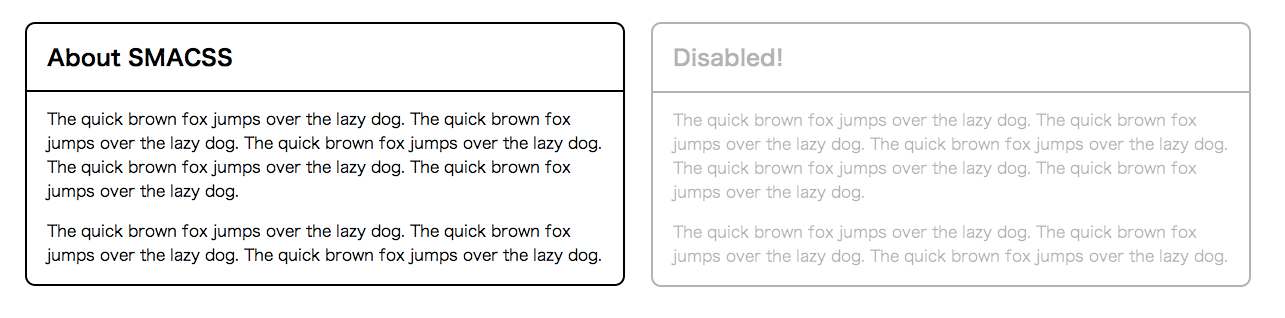 About SMACSS
The quick brown fox jumps over the lazy dog. The quick brown fox
jumps over the lazy dog. The quick brown fox jumps over the lazy dog.
The quick brown fox jumps over the lazy dog. The quick brown fox
jumps over the lazy dog.
The quick brown fox jumps over the lazy dog. The quick brown fox
jumps over the lazy dog. The quick brown fox jumps over the lazy dog.
Disabled!
The quick brown fox jumps over the lazy dog. The quick brown fox
jumps over the lazy dog. The quick brown fox jumps over the lazy dog.
The quick brown fox jumps over the lazy dog. The quick brown fox
jumps over the lazy dog.
The quick brown fox jumps over the lazy dog. The quick brown fox
jumps over the lazy dog. The quick brown fox jumps over the lazy dog.